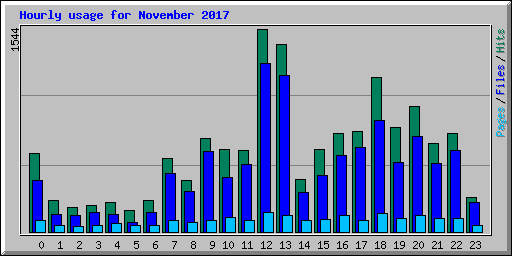 Hourly usage for November 2017
1544
Pages / Files / Hits
0 1 2 3 4 5 6 7 8 9 10 11 12 13 14 15 16 17 18 19 20 21 22 23